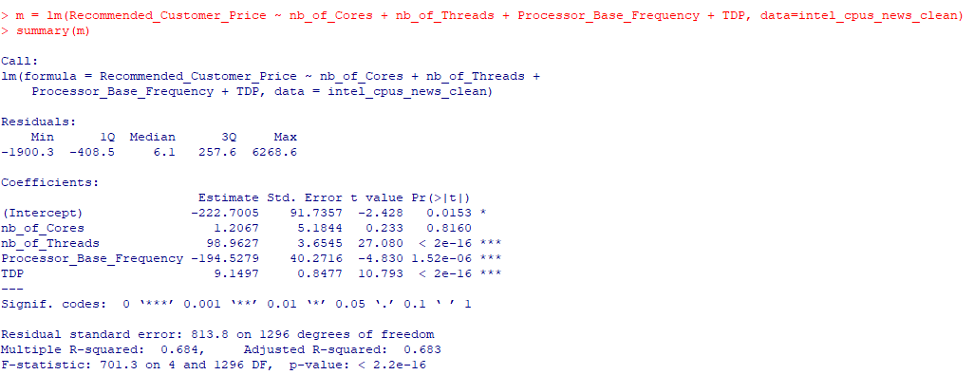 > m = lm(Recommended_Customer_Price ~ nb_of_Cores + nb_of_Threads + Processor_Base_Frequency + TDP, data=intel_cpus_news_clean)
> summary(m)
Call:
lm(formula = Recommended_Customer_Price ~ nb_of_Cores + nb_of_Threads +
    Processor_Base_Frequency + TDP, data = intel_cpus_news_clean)
Residuals:
    Min      1Q  Median      3Q     Max
-1900.3  -408.5     6.1   257.6  6268.6
Coefficients:
                          Estimate Std. Error t value Pr(>|t|)
(Intercept)              -222.7005    91.7357  -2.428   0.0153 *
nb_of_Cores                 1.2067     5.1844   0.233   0.8160
nb_of_Threads              98.9627     3.6545  27.080  < 2e-16 ***
Processor_Base_Frequency -194.5279    40.2716  -4.830 1.52e-06 ***
TDP                         9.1497     0.8477  10.793  < 2e-16 ***
---
Signif. codes:  0 ‘***’ 0.001 ‘**’ 0.01 ‘*’ 0.05 ‘.’ 0.1 ‘ ’ 1
Residual standard error: 813.8 on 1296 degrees of freedom
Multiple R-squared:  0.684,     Adjusted R-squared:  0.683
F-statistic: 701.3 on 4 and 1296 DF,  p-value: < 2.2e-16